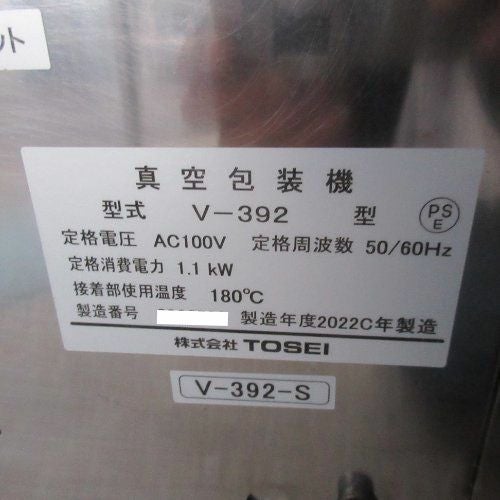 ット
真空包装機
型式 V-392 型
PS
E
定格電圧 AC100V 定格周波数 50/60Hz
定格消費電力 1.1 kW
接着部使用温度 180℃
製造番号 製造年度2022C年製造
株式会社 TOSEI
V-392-S